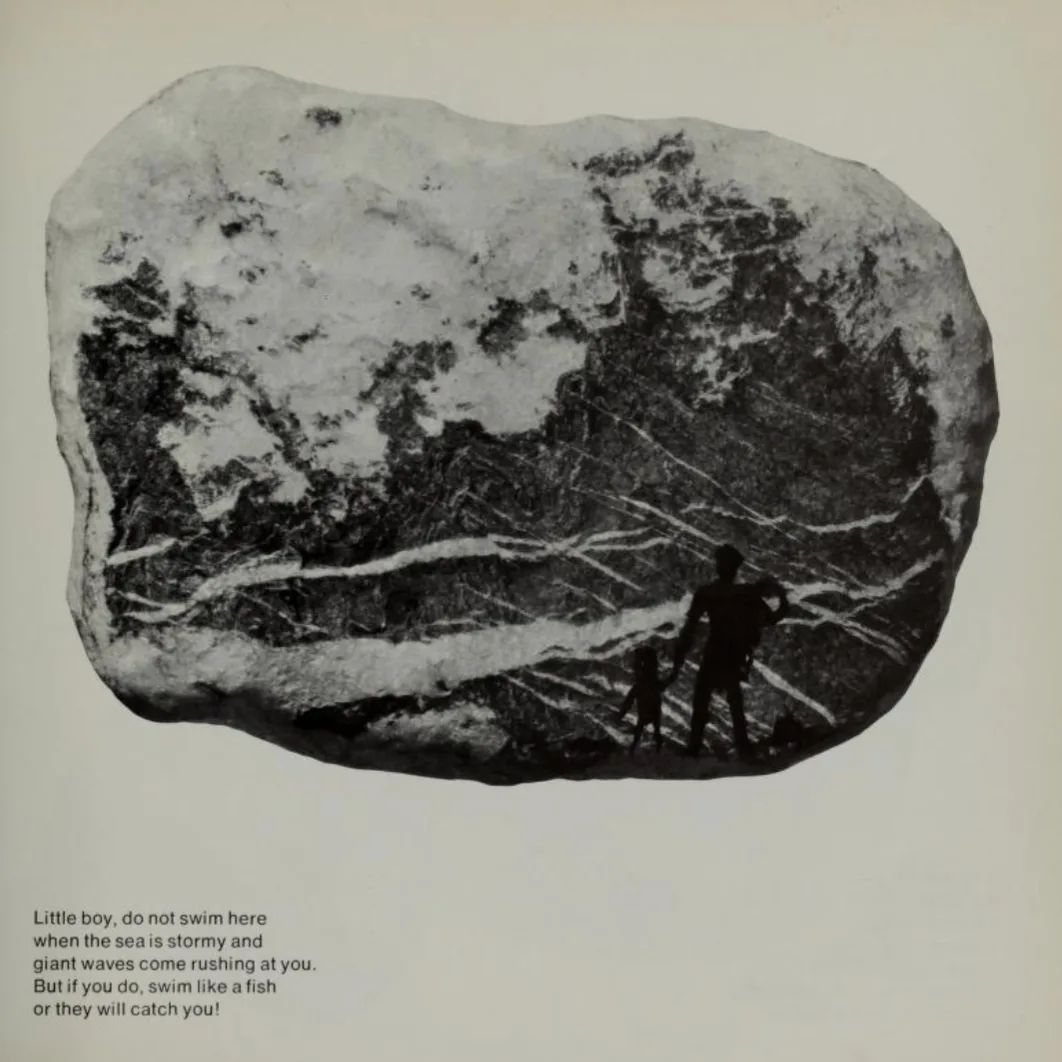 Little boy, do not swim here
when the sea is stormy and
giant waves come rushing at you.
But if you do, swim like a fish
or they will catch you!